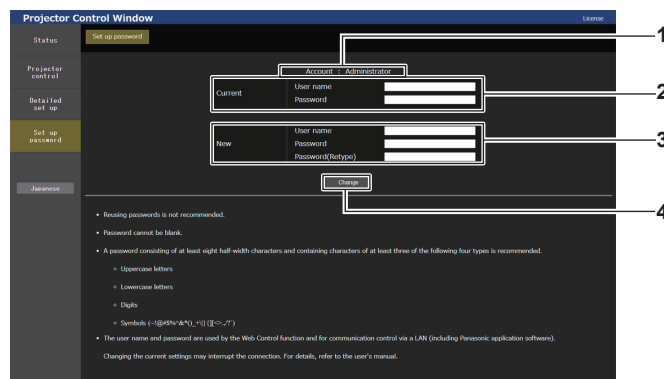 Projector Control Window
License
Status
Set up password
1
Account : Administrator
Projector
control
Current
User name
Password
2
Detailed
set up
Set up
password
New
User name
Password
Password(Retype)
3
Change
Japanese
4
• Reusing passwords is not recommended.
• Password cannot be blank.
• A password consisting of at least eight half-width characters and containing characters of at least three of the following four types is recommended.
Uppercase letters
Lowercase letters
Digits
Symbols (~!@#$%^&*()_+\|}{][<>.,/?`)
• The user name and password are used by the Web Control function and for communication control via a LAN (including Panasonic application software).
Changing the current settings may interrupt the connection. For details, refer to the user's manual.